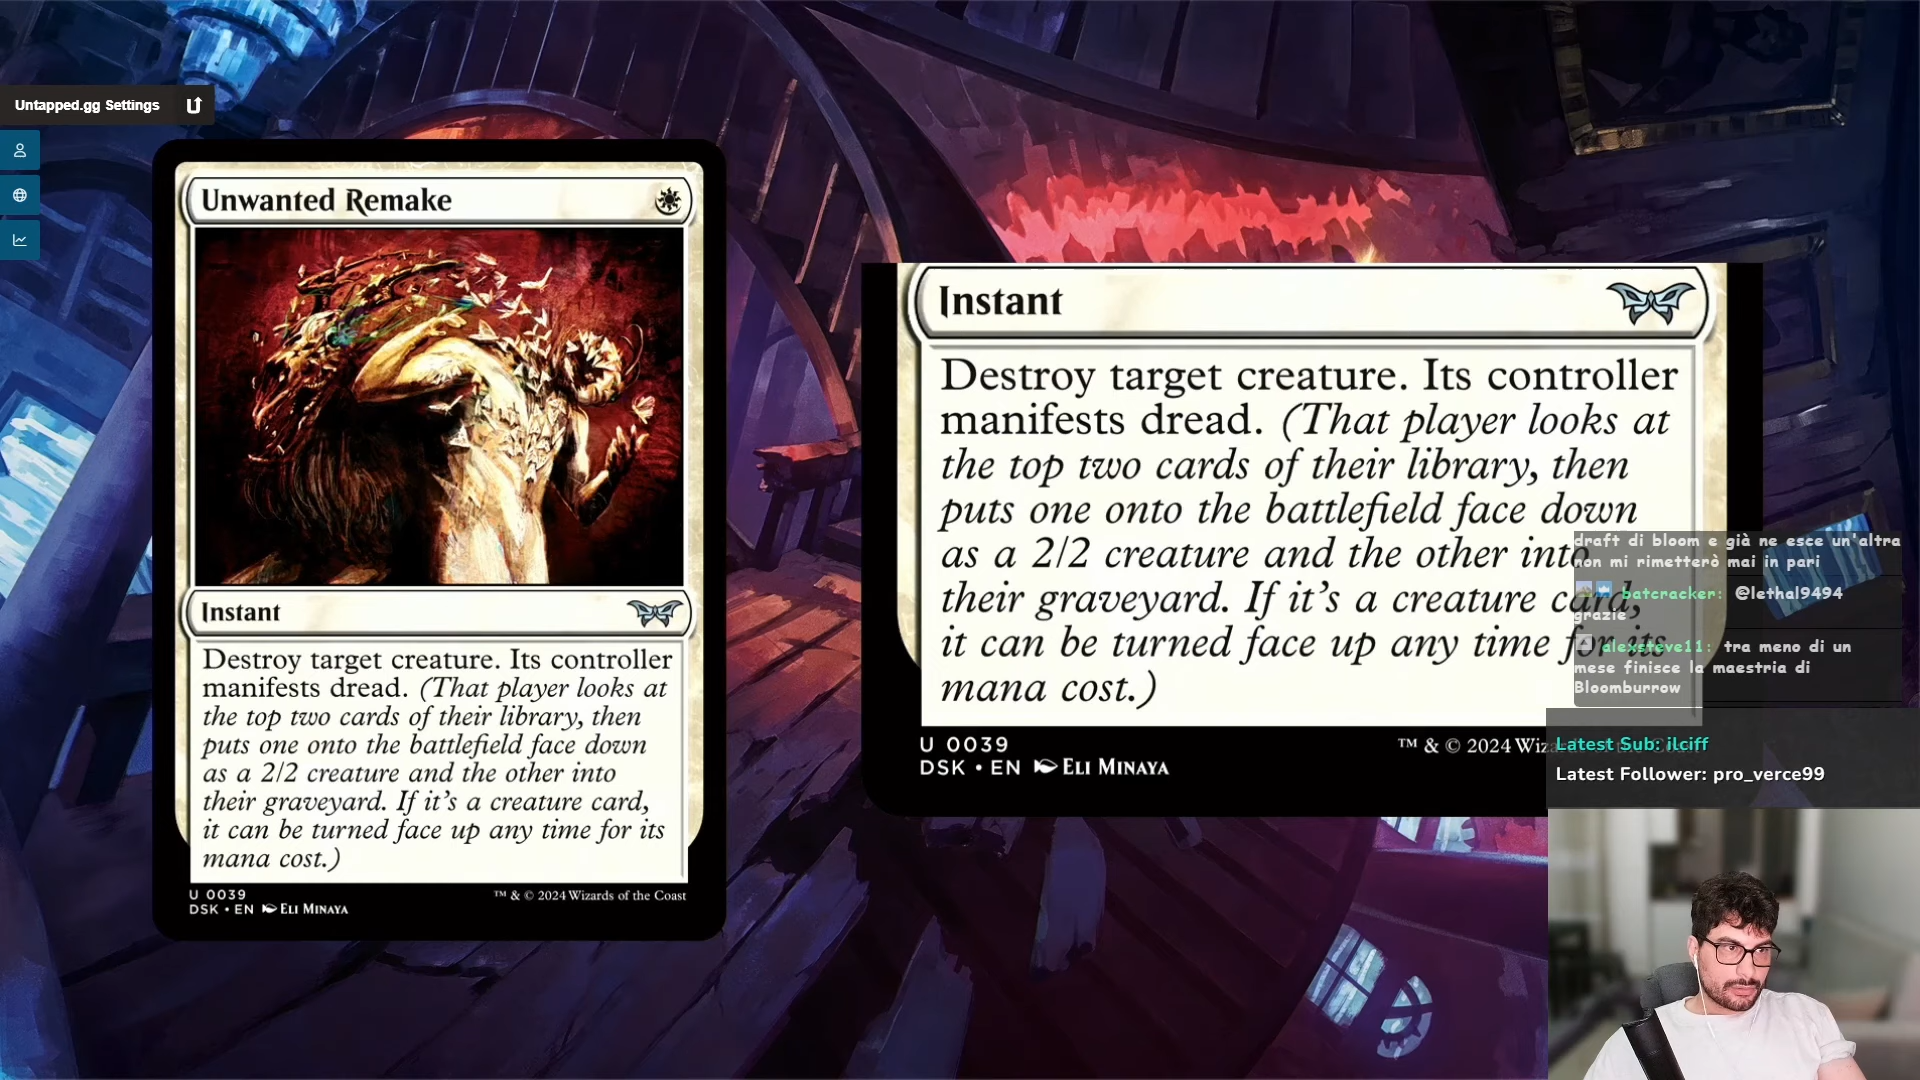 Untapped.gg Settings
Unwanted Remake
Instant
Destroy target creature. Its controller
manifests dread. (That player looks at
the top two cards of their library, then
puts one onto the battlefield face down
as a 2/2 creature and the other into
their graveyard. If it's a creature card,
it can be turned face up any time for its
mana cost.)
U 0039
DSK • EN ELI MINAYA
™ & © 2024 Wizards of the Coast
Instant
Destroy target creature. Its controller
manifests dread. (That player looks at
the top two cards of their library, then
puts one onto the battlefield face down
as a 2/2 creature and the other into
their graveyard. If it's a creature card,
it can be turned face up any time for its
mana cost.)
U 0039
DSK • EN ELI MINAYA
™ & © 2024 Wiz
draft di bloom e già ne esce un'altra
non mi rimetterò mai in pari
batcracker: @lethal9494
grazie
alexsteve11: tra meno di un
mese finisce la maestria di
Bloomburrow
Latest Sub: ilciff
Latest Follower: pro_verce99